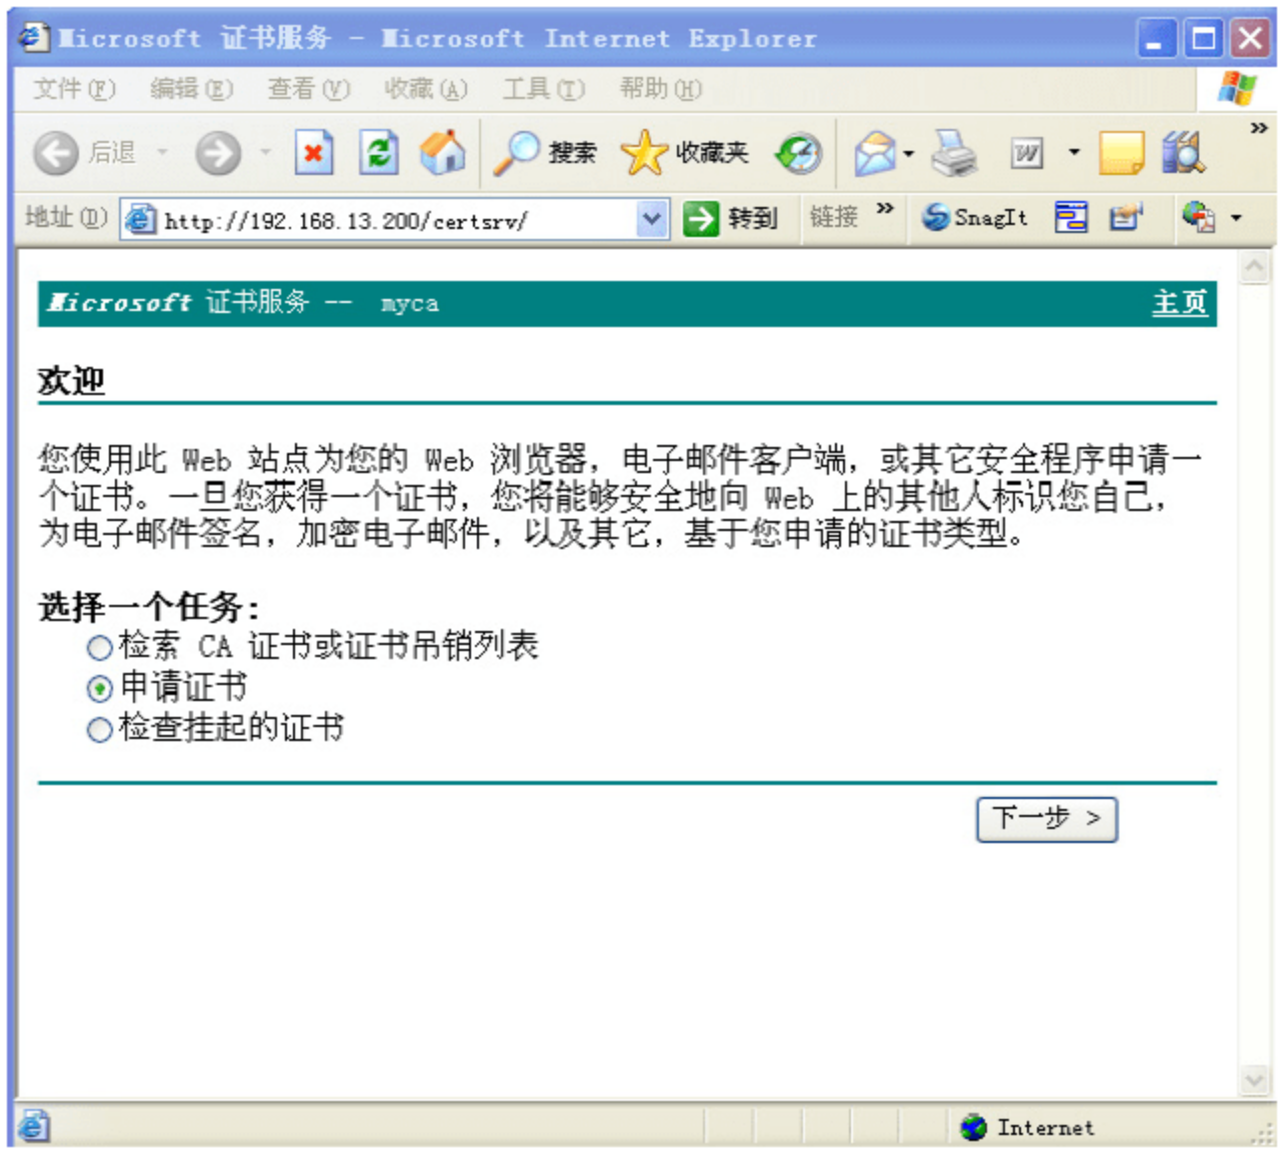 Microsoft 证书服务 - Microsoft Internet Explorer
文件(F) 编辑(E) 查看(V) 收藏(A) 工具(T) 帮助(H)
后退 搜索 收藏夹 W »
地址(D) http://192.168.13.200/certsrv/ 转到 链接 » SnagIt
Microsoft 证书服务 -- myca 主页
欢迎
您使用此 Web 站点为您的 Web 浏览器，电子邮件客户端，或其它安全程序申请一
个证书。一旦您获得一个证书，您将能够安全地向 Web 上的其他人标识您自己，
为电子邮件签名，加密电子邮件，以及其它，基于您申请的证书类型。
选择一个任务:
检索 CA 证书或证书吊销列表
申请证书
检查挂起的证书
下一步 >
Internet